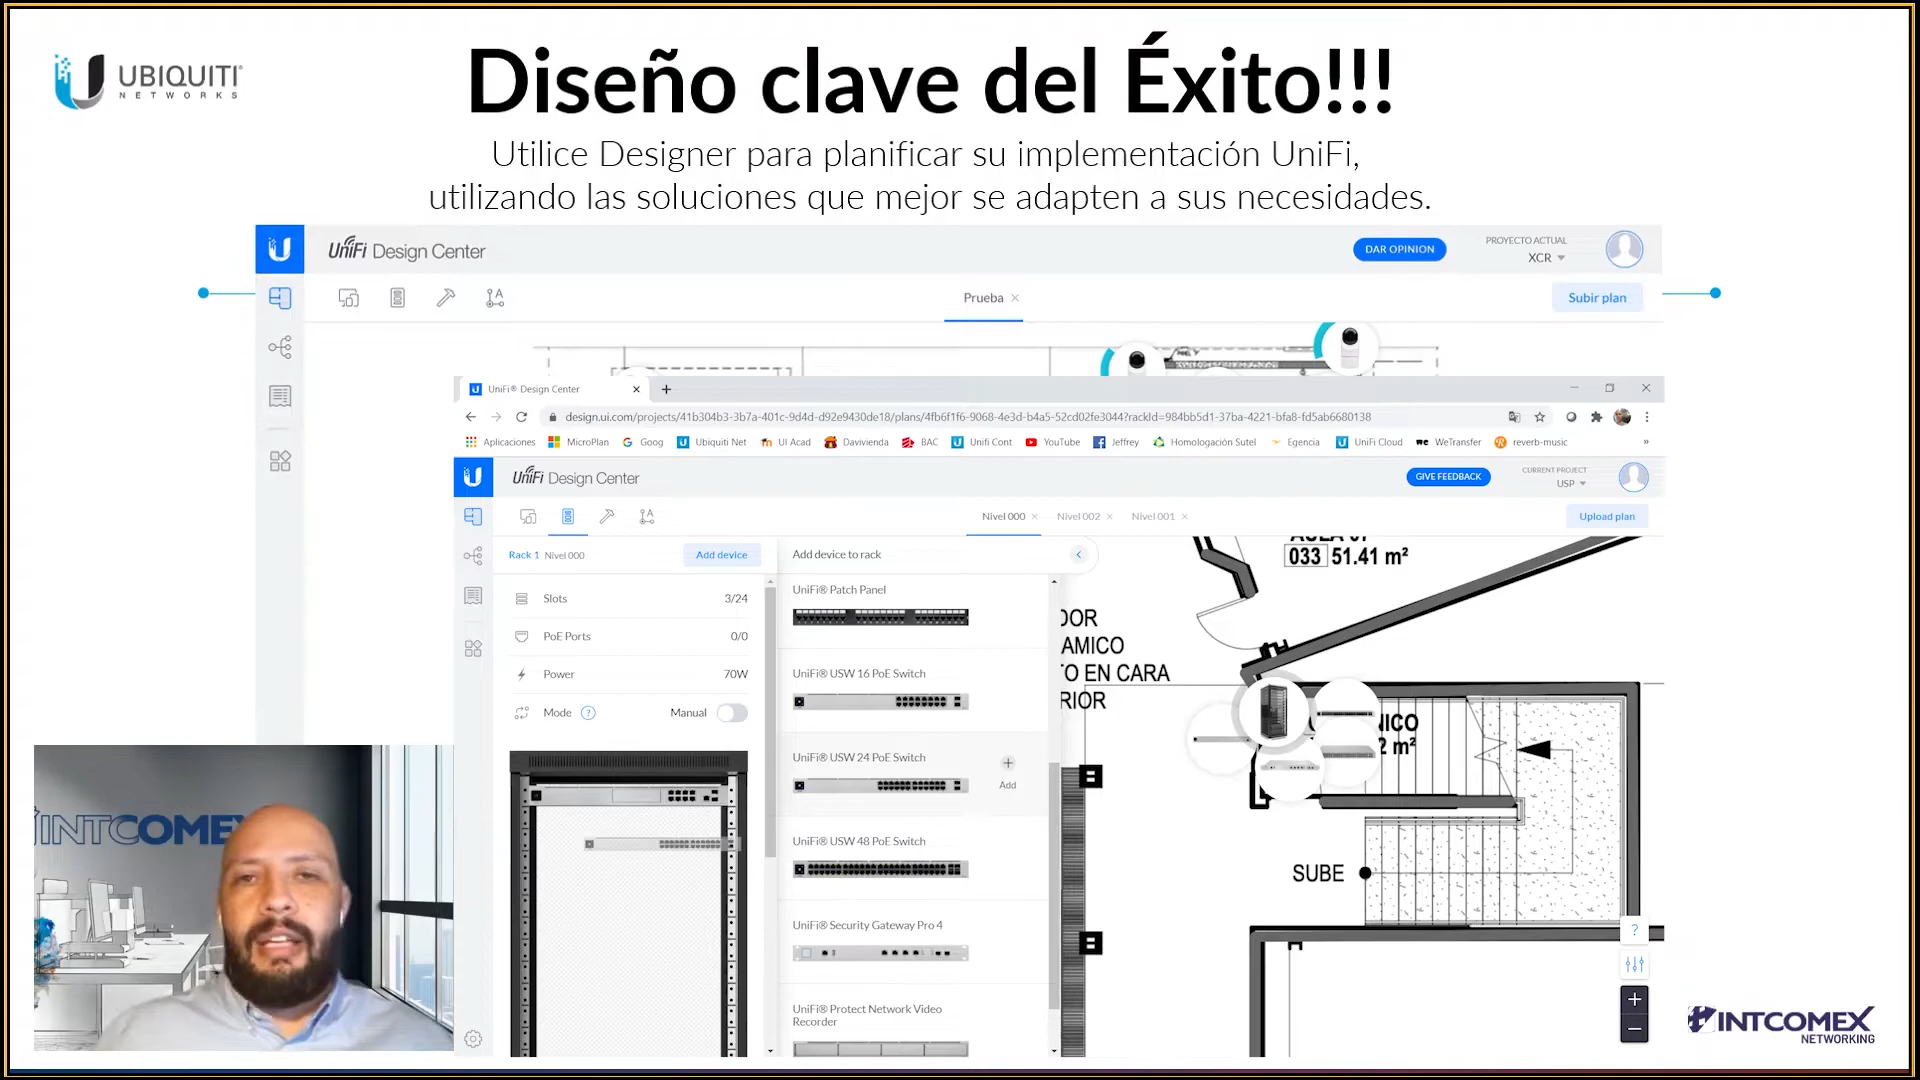 UBIQUITI
NETWORKS
Diseño clave del Éxito!!!
Utilice Designer para planificar su implementación UniFi,
utilizando las soluciones que mejor se adapten a sus necesidades.
UniFi Design Center
DAR OPINION
PROYECTO ACTUAL
XCR
Prueba
Subir plan
UniFi® Design Center
design.ui.com/projects/41b304b3-3b7a-401c-9d4d-d92e9430de18/plans/4fb6f1f6-9068-4e3d-b4a5-52cd02fe3044?rackId=984bb5d1-37ba-4221-bfa8-fd5ab6680138
Aplicaciones MicroPlan Goog Ubiquiti Net UI Acad Davivienda BAC Unifi Cont YouTube Jeffrey Homologación Sutel Egencia UniFi Cloud WeTransfer reverb-music »
UniFi Design Center
GIVE FEEDBACK
CURRENT PROJECT
USP
Nivel 000 Nivel 002 Nivel 001
Upload plan
Rack 1 Nivel 000
Add device
Slots 3/24
PoE Ports 0/0
Power 70W
Mode ? Manual
Add device to rack
UniFi® Patch Panel
UniFi® USW 16 PoE Switch
UniFi® USW 24 PoE Switch
Add
UniFi® USW 48 PoE Switch
UniFi® Security Gateway Pro 4
UniFi® Protect Network Video
Recorder
033 51.41 m²
DOR
AMICO
TO EN CARA
RIOR
NICO
2 m²
SUBE
?
INTCOMEX
INTCOMEX
NETWORKING